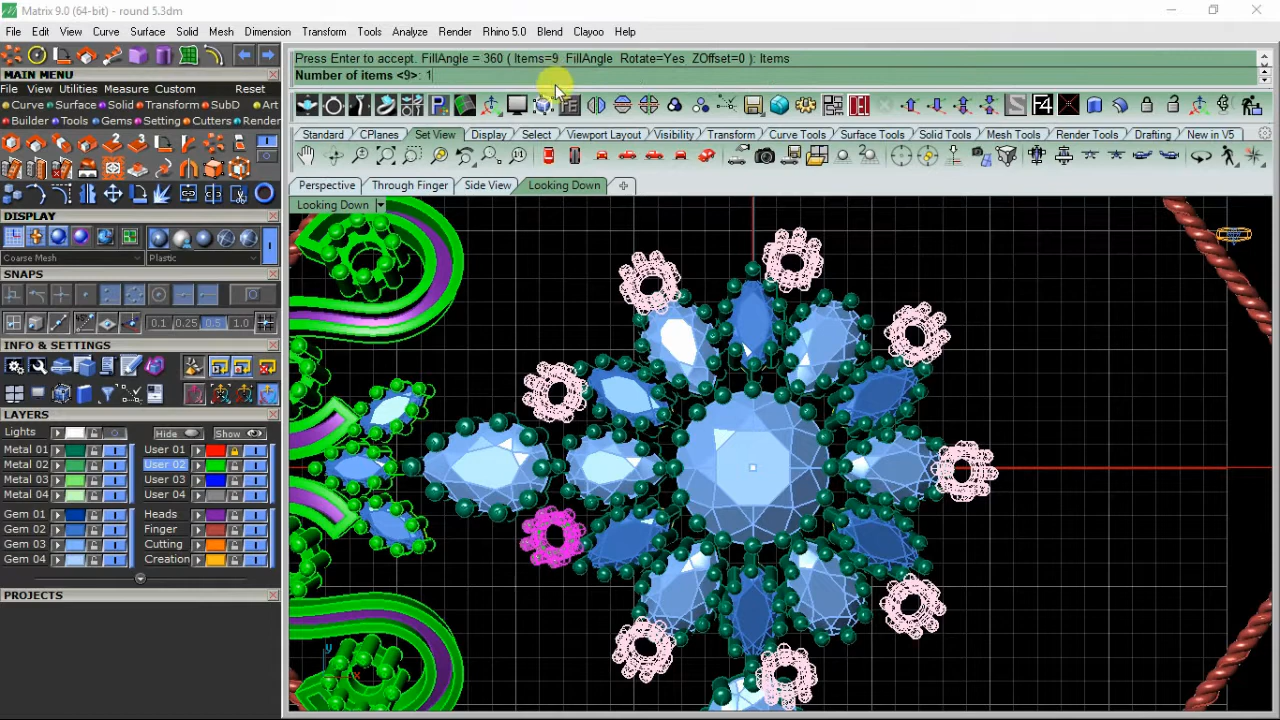 Matrix 9.0 (64-bit) - round 5.3dm
File Edit View Curve Surface Solid Mesh Transform Tools Analyze Render Rhino 5.0 Blend Clayoo Help
Press Enter to accept. FillAngle = 360 ( Items=9 FillAngle Rotate=Yes ZOffset=0 ): Items
Number of items <9>: 1
MAIN MENU
File View Utilities Options Reset
Curve Surface Solid Transform SubD Art
Builder Tools Gems Setting Cutters Render
Standard CPlanes Set View Display Select Viewport Layout Visibility Transform Curve Tools Surface Tools Solid Tools Mesh Tools Render Tools Drafting New in V5
Perspective Through Finger Side View Looking Down
Looking Down
DISPLAY
Coarse Mesh Plastic
SNAPS
0.1 0.25 0.5 1.0
INFO & SETTINGS
F4
LAYERS
Lights Hide Show
Metal 01 User 01
Metal 02 User 02
Metal 03 User 03
Metal 04 User 04
Gem 01 Heads
Gem 02 Finger
Gem 03 Cutting
Gem 04 Creation
PROJECTS
y
x